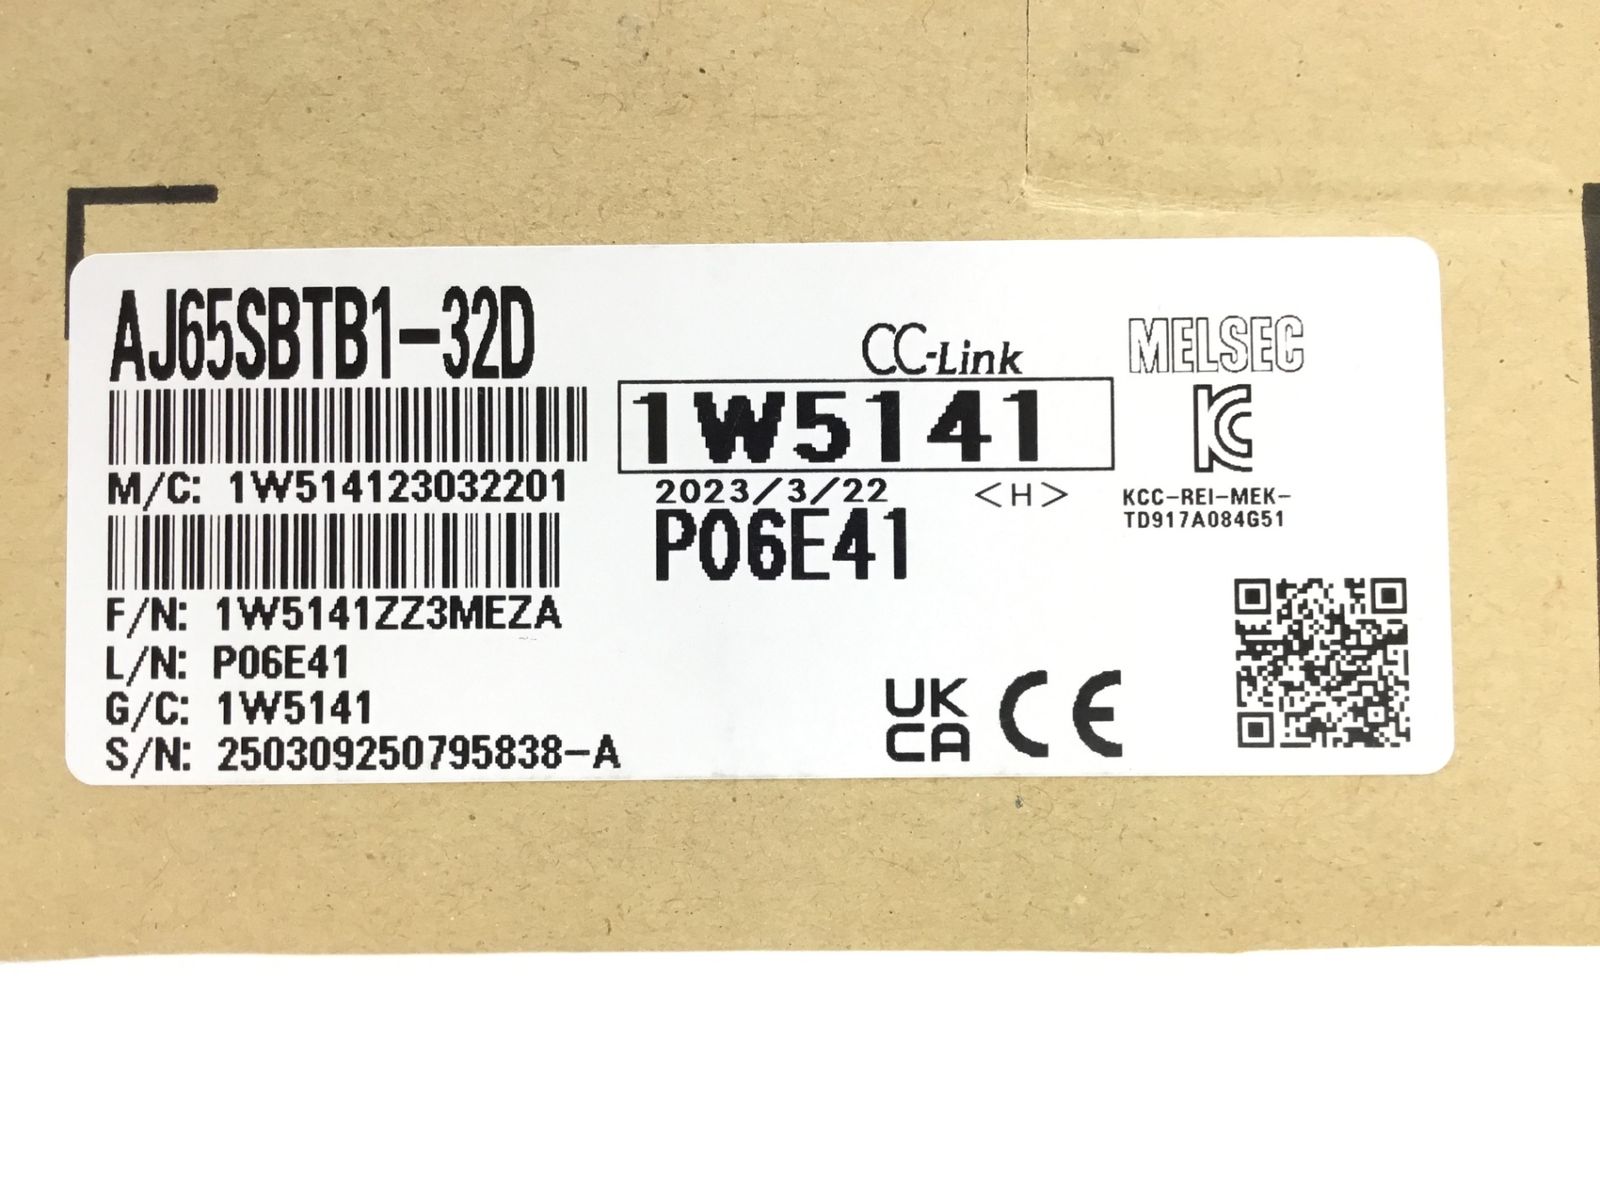 AJ65SBTB1-32D
M/C: 1W514123032201
F/N: 1W5141ZZ3MEZA
L/N: P06E41
G/C: 1W5141
S/N: 250309250795838-A
CC-Link
1W5141
2023/3/22 <H>
P06E41
MELSEC
KC
KCC-REI-MEK-
TD917A084G51
UK
CA
CE